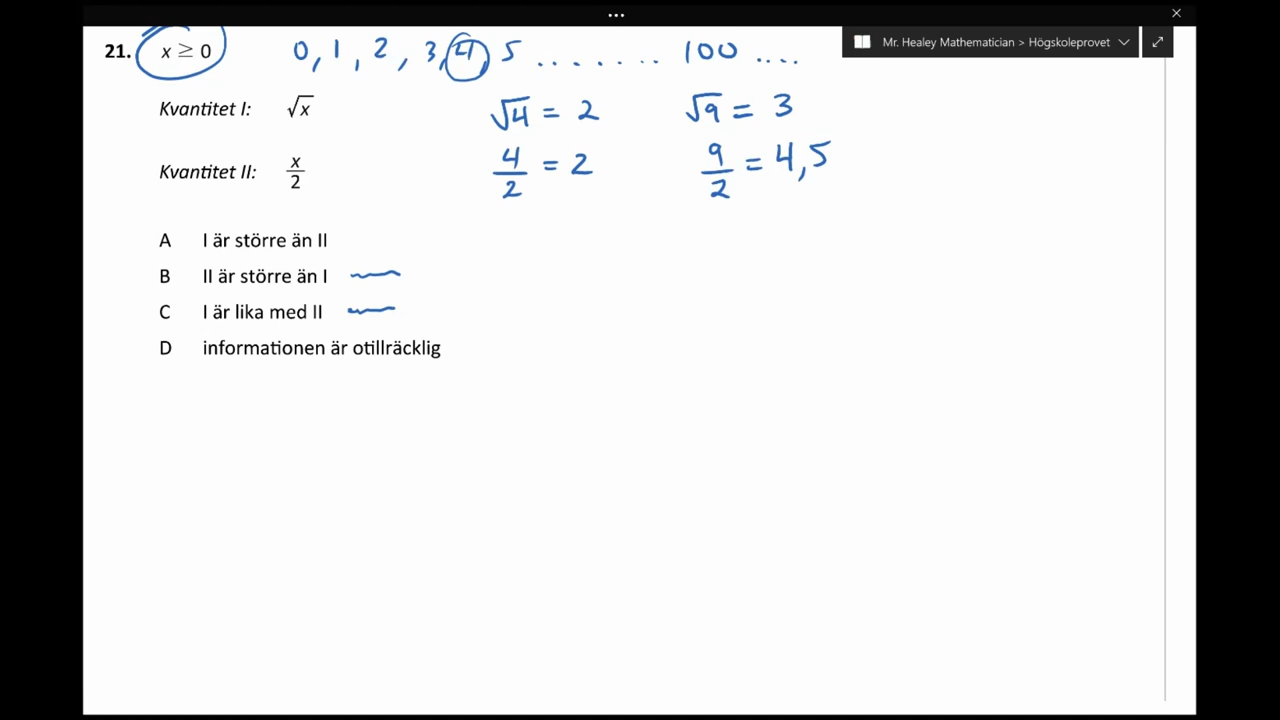 Mr. Healey Mathematician > Högskoleprovet
21. x ≥ 0 0, 1, 2, 3, 4, 5 ....... 100 ....
Kvantitet I: √x √4 = 2 √9 = 3
Kvantitet II: x/2 4/2 = 2 9/2 = 4,5
A I är större än II
B II är större än I
C I är lika med II
D informationen är otillräcklig